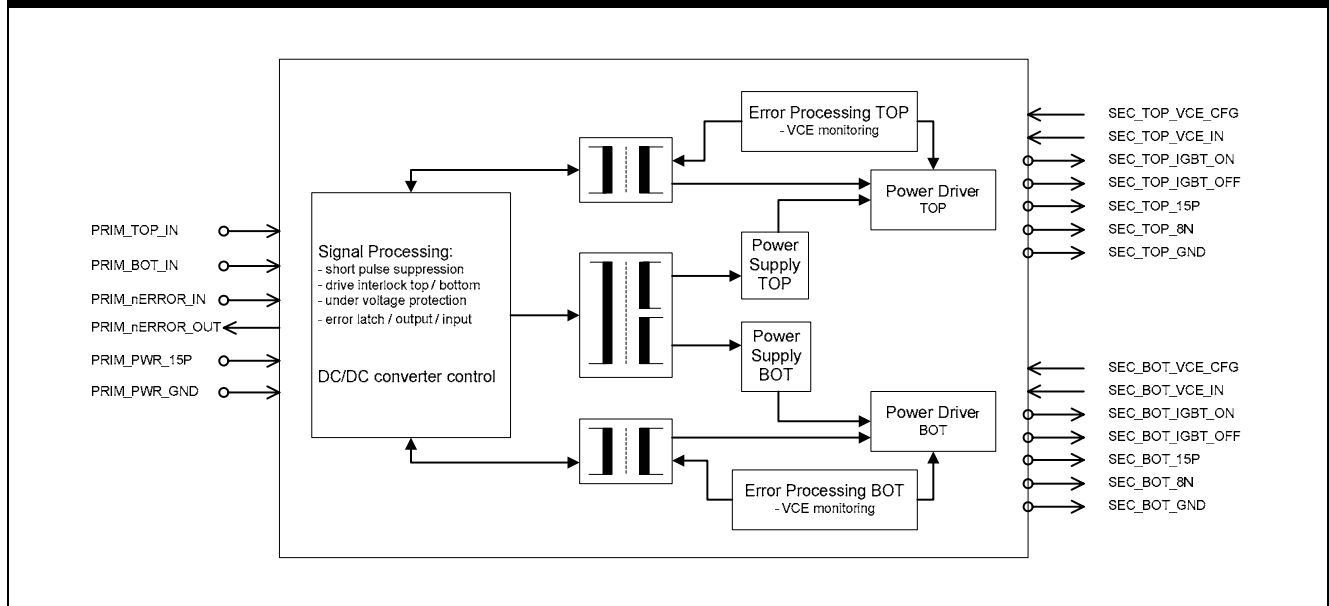 PRIM_TOP_IN
PRIM_BOT_IN
PRIM_nERROR_IN
PRIM_nERROR_OUT
PRIM_PWR_15P
PRIM_PWR_GND
Signal Processing:
- short pulse suppression
- drive interlock top / bottom
- under voltage protection
- error latch / output / input
DC/DC converter control
Error Processing TOP
- VCE monitoring
Power Driver
TOP
Power
Supply
TOP
Power
Supply
BOT
Power Driver
BOT
Error Processing BOT
- VCE monitoring
SEC_TOP_VCE_CFG
SEC_TOP_VCE_IN
SEC_TOP_IGBT_ON
SEC_TOP_IGBT_OFF
SEC_TOP_15P
SEC_TOP_8N
SEC_TOP_GND
SEC_BOT_VCE_CFG
SEC_BOT_VCE_IN
SEC_BOT_IGBT_ON
SEC_BOT_IGBT_OFF
SEC_BOT_15P
SEC_BOT_8N
SEC_BOT_GND